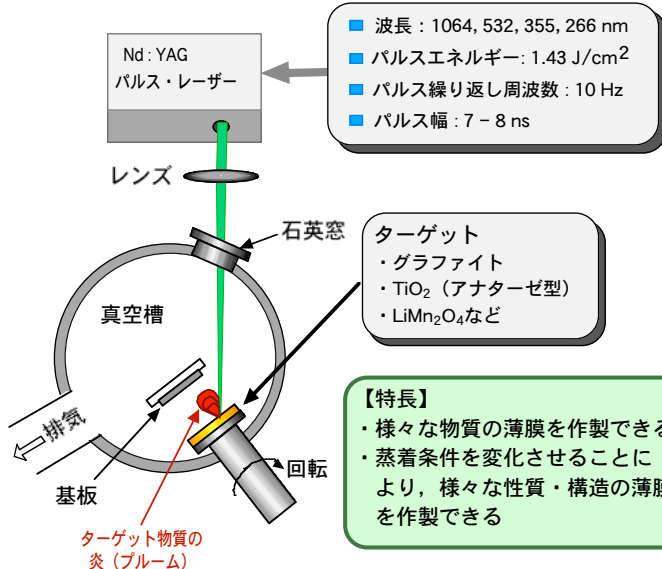 Nd : YAG
パルス・レーザー
■ 波長 : 1064, 532, 355, 266 nm
■ パルスエネルギー: 1.43 J/cm²
■ パルス繰り返し周波数 : 10 Hz
■ パルス幅 : 7 – 8 ns
レンズ
石英窓
ターゲット
・グラファイト
・TiO₂（アナターゼ型）
・LiMn₂O₄など
真空槽
排気
基板
回転
ターゲット物質の
炎（プルーム）
【特長】
・様々な物質の薄膜を作製できる
・蒸着条件を変化させることに
より，様々な性質・構造の薄膜
を作製できる